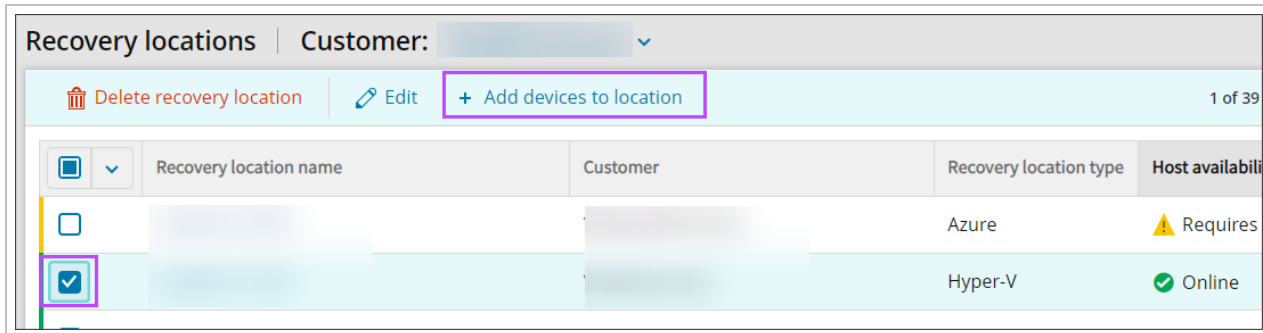 Recovery locations | Customer:
Delete recovery location Edit + Add devices to location 1 of 39
Recovery location name Customer Recovery location type Host availabili
Azure Requires
Hyper-V Online